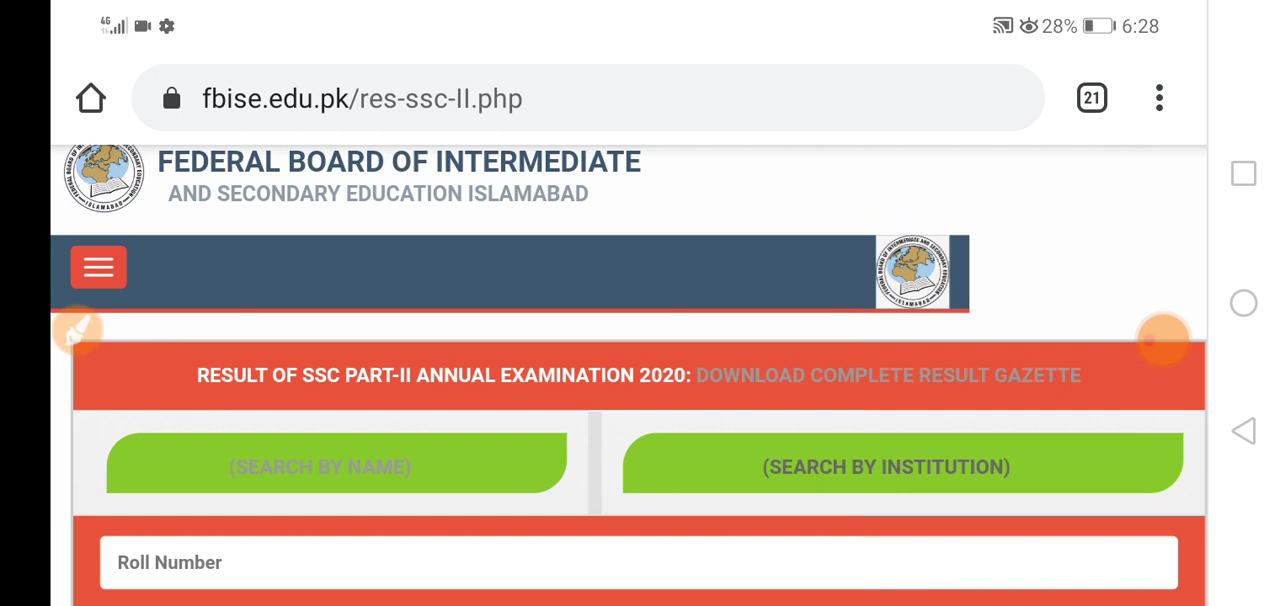 4G 28% 6:28
fbise.edu.pk/res-ssc-II.php 21
FEDERAL BOARD OF INTERMEDIATE
AND SECONDARY EDUCATION ISLAMABAD
RESULT OF SSC PART-II ANNUAL EXAMINATION 2020: DOWNLOAD COMPLETE RESULT GAZETTE
(SEARCH BY NAME) (SEARCH BY INSTITUTION)
Roll Number